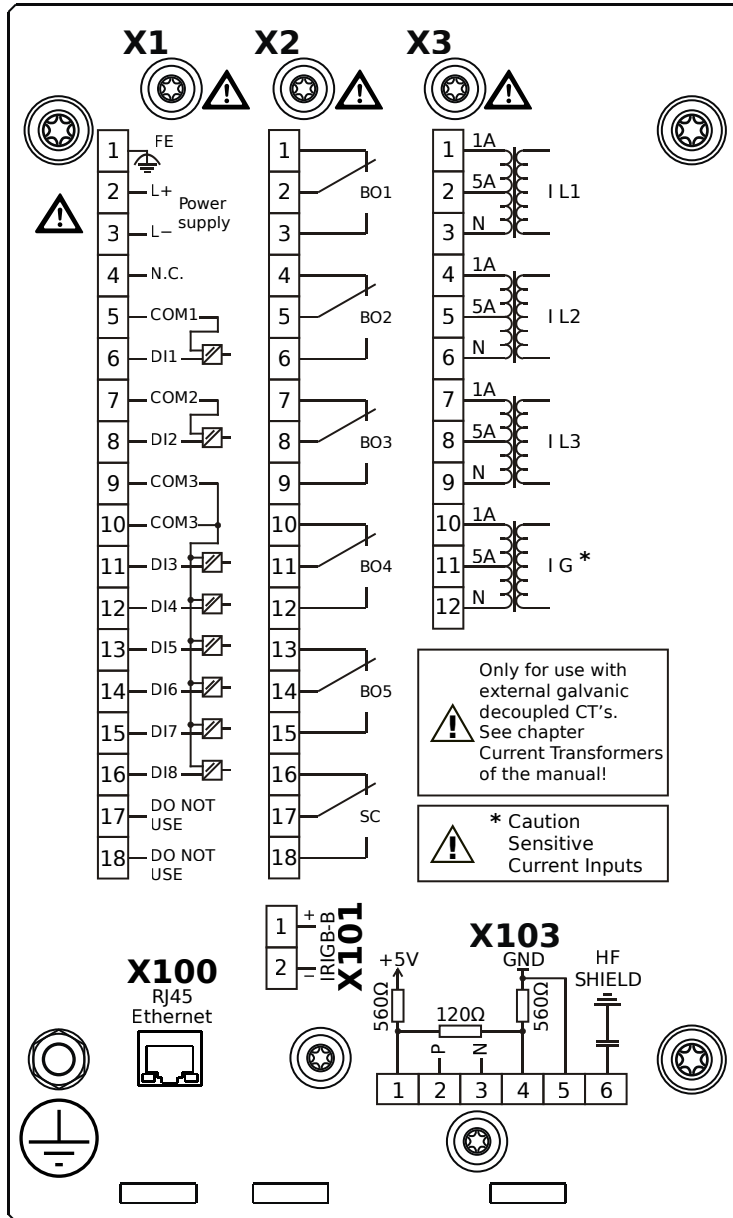 X1 X2 X3
1 FE
2 L+ Power
supply
3 L−
4 N.C.
5 COM1
6 DI1
7 COM2
8 DI2
9 COM3
10 COM3
11 DI3
12 DI4
13 DI5
14 DI6
15 DI7
16 DI8
17 DO NOT
USE
18 DO NOT
USE
1
2 BO1
3
4
5 BO2
6
7
8 BO3
9
10
11 BO4
12
13
14 BO5
15
16
17 SC
18
1 1A
2 5A I L1
3 N
4 1A
5 5A I L2
6 N
7 1A
8 5A I L3
9 N
10 1A
11 5A I G *
12 N
Only for use with
external galvanic
decoupled CT's.
See chapter
Current Transformers
of the manual!
* Caution
Sensitive
Current Inputs
X100
RJ45
Ethernet
1 +
2 −
IRIGB-B
X101
X103
+5V GND HF
SHIELD
560Ω 120Ω 560Ω
P N
1 2 3 4 5 6